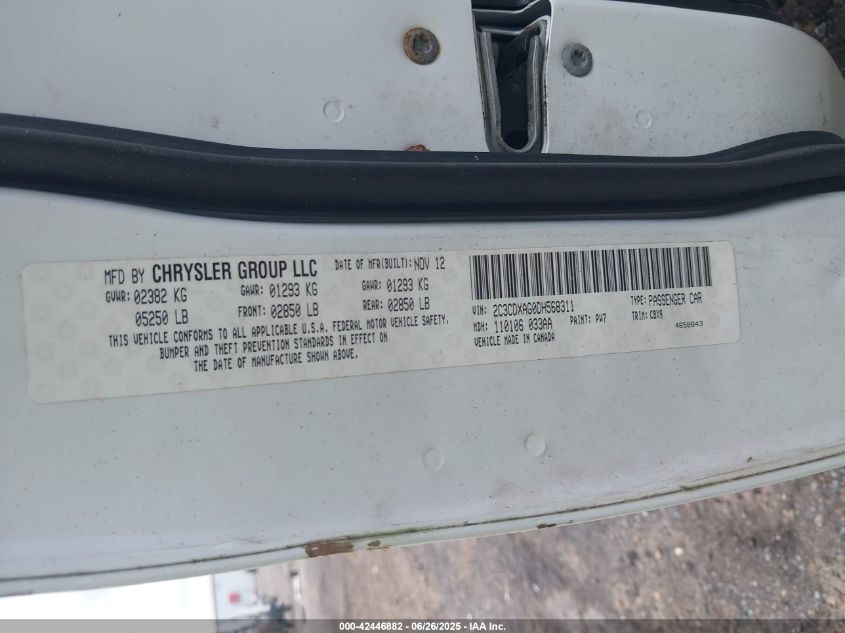 MFD BY CHRYSLER GROUP LLC DATE OF MFR(BUILT): NOV 12
GVWR: 02382 KG GAWR: 01293 KG GAWR: 01293 KG
05250 LB FRONT: 02850 LB REAR: 02850 LB
THIS VEHICLE CONFORMS TO ALL APPLICABLE U.S.A. FEDERAL MOTOR VEHICLE SAFETY,
BUMPER AND THEFT PREVENTION STANDARDS IN EFFECT ON
THE DATE OF MANUFACTURE SHOWN ABOVE.
VIN: 2C3CDXAG0DH568311 TYPE: PASSENGER CAR
MDH: 110106 033AA PAINT: PW7 TRIM: C8X9
VEHICLE MADE IN CANADA 4658843
000-42446882 - 06/26/2025 - IAA Inc.